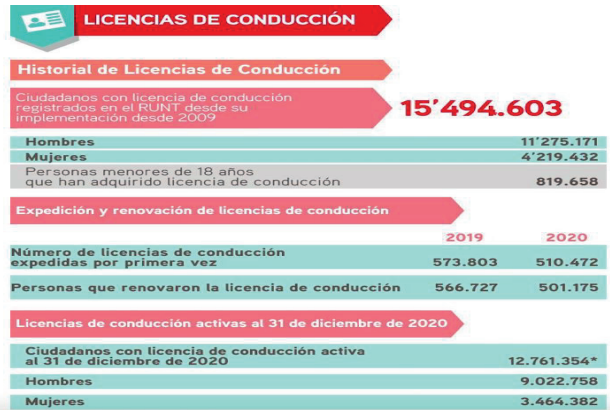 LICENCIAS DE CONDUCCIÓN
Historial de Licencias de Conducción
Ciudadanos con licencia de conducción
registrados en el RUNT desde su
implementación desde 2009
15'494.603
Hombres 11'275.171
Mujeres 4'219.432
Personas menores de 18 años
que han adquirido licencia de conducción 819.658
Expedición y renovación de licencias de conducción
2019 2020
Número de licencias de conducción
expedidas por primera vez 573.803 510.472
Personas que renovaron la licencia de conducción 566.727 501.175
Licencias de conducción activas al 31 de diciembre de 2020
Ciudadanos con licencia de conducción activa
al 31 de diciembre de 2020 12.761.354*
Hombres 9.022.758
Mujeres 3.464.382